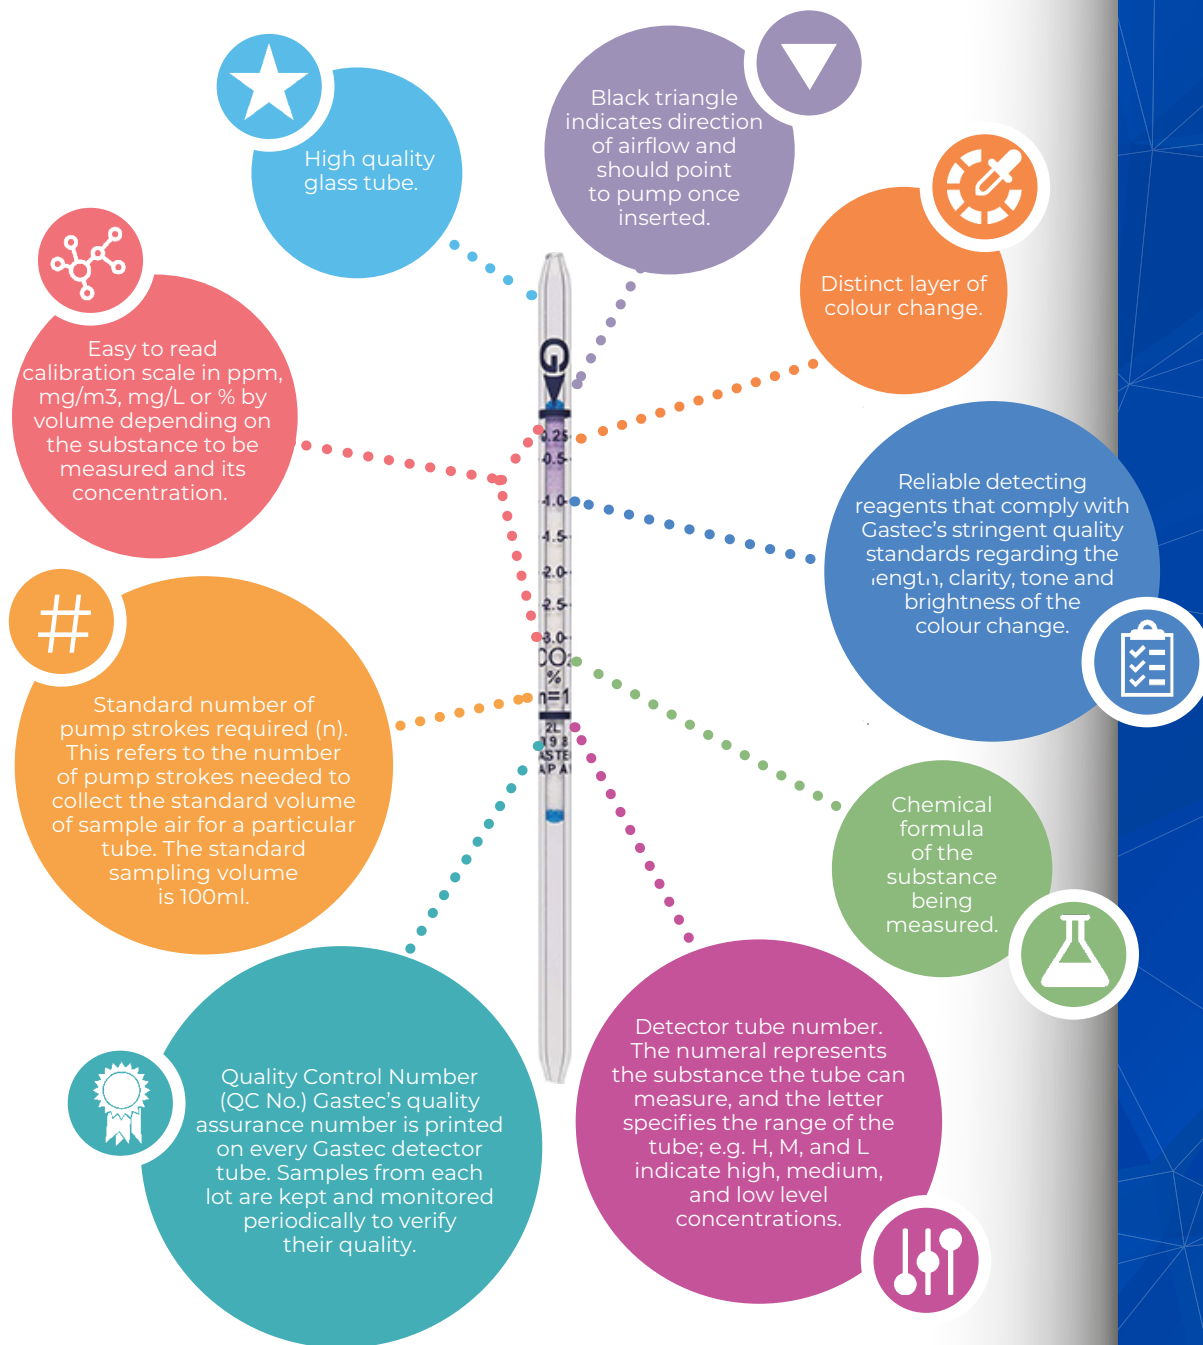 High quality
glass tube.
Black triangle
indicates direction
of airflow and
should point
to pump once
inserted.
Distinct layer of
colour change.
Easy to read
calibration scale in ppm,
mg/m3, mg/L or % by
volume depending on
the substance to be
measured and its
concentration.
Reliable detecting
reagents that comply with
Gastec's stringent quality
standards regarding the
length, clarity, tone and
brightness of the
colour change.
#
Standard number of
pump strokes required (n).
This refers to the number
of pump strokes needed to
collect the standard volume
of sample air for a particular
tube. The standard
sampling volume
is 100ml.
Chemical
formula
of the
substance
being
measured.
Quality Control Number
(QC No.) Gastec's quality
assurance number is printed
on every Gastec detector
tube. Samples from each
lot are kept and monitored
periodically to verify
their quality.
Detector tube number.
The numeral represents
the substance the tube can
measure, and the letter
specifies the range of the
tube; e.g. H, M, and L
indicate high, medium,
and low level
concentrations.
G
0.25
0.5
1.0
1.5
2.0
2.5
3.0
CO₂
%
n=1
2L